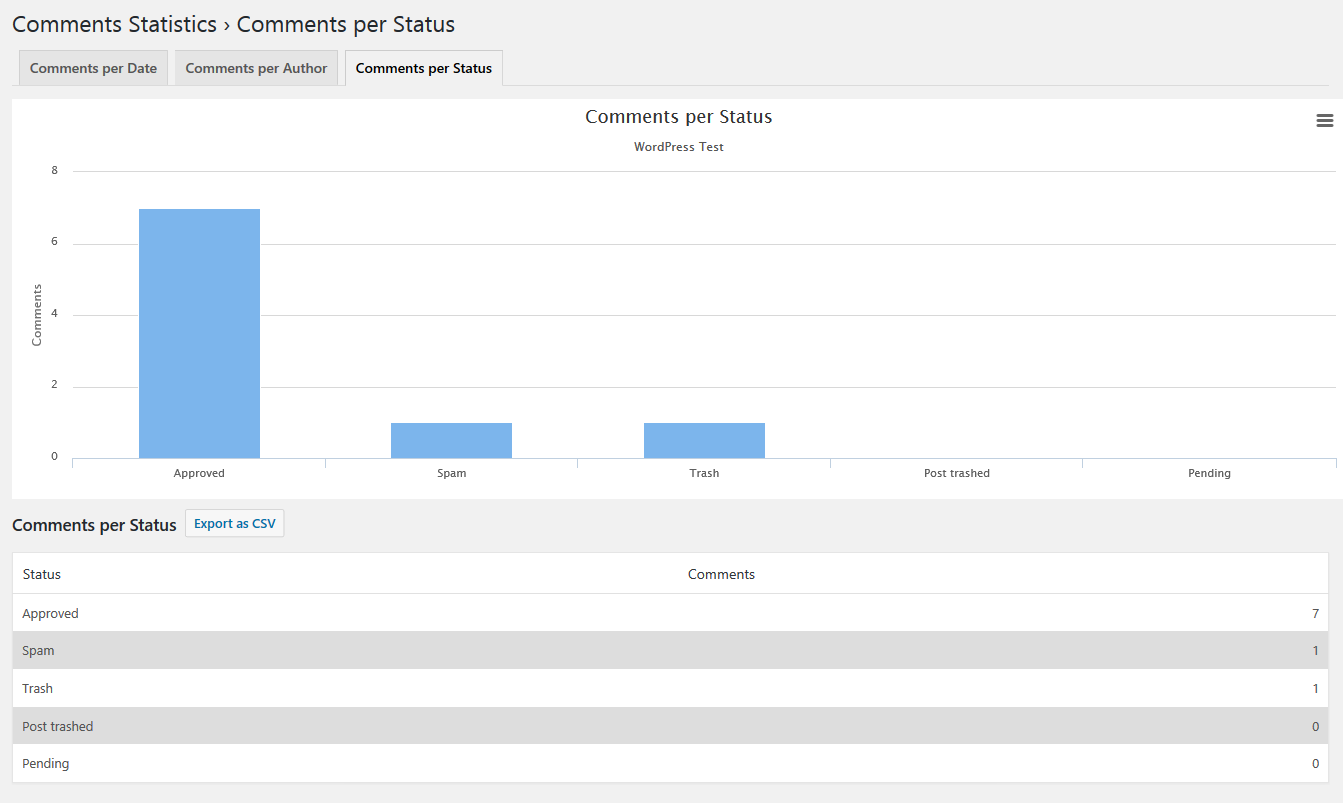 Comments Statistics › Comments per Status
Comments per Date Comments per Author Comments per Status
Comments per Status
WordPress Test
8
6
4
2
0
Comments
Approved Spam Trash Post trashed Pending
Comments per Status Export as CSV
Status Comments
Approved 7
Spam 1
Trash 1
Post trashed 0
Pending 0